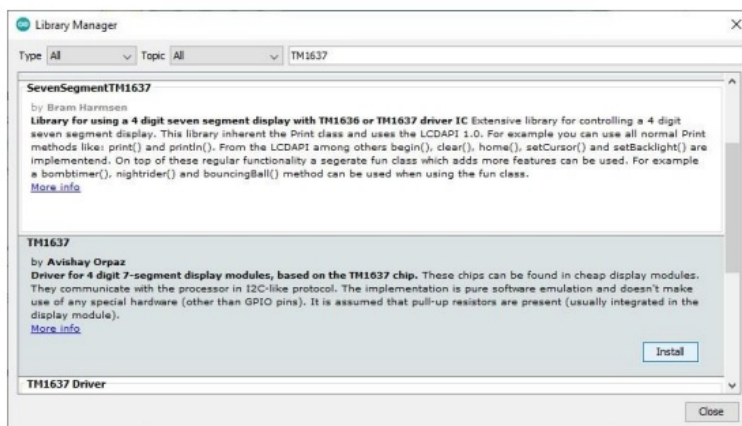 Library Manager
Type All Topic All TM1637
SevenSegmentTM1637
by Bram Harmsen
Library for using a 4 digit seven segment display with TM1636 or TM1637 driver IC Extensive library for controlling a 4 digit
seven segment display. This library inherent the Print class and uses the LCDAPI 1.0. For example you can use all normal Print
methods like: print() and println(). From the LCDAPI among others begin(), clear(), home(), setCursor() and setBacklight() are
implementend. On top of these regular functionality a segerate fun class which adds more features can be used. For example
a bombtimer(), nightrider() and bouncingBall() method can be used when using the fun class.
More info
TM1637
by Avishay Orpaz
Driver for 4 digit 7-segment display modules, based on the TM1637 chip. These chips can be found in cheap display modules.
They communicate with the processor in I2C-like protocol. The implementation is pure software emulation and doesn't make
use of any special hardware (other than GPIO pins). It is assumed that pull-up resistors are present (usually integrated in the
display module).
More info
Install
TM1637 Driver
Close